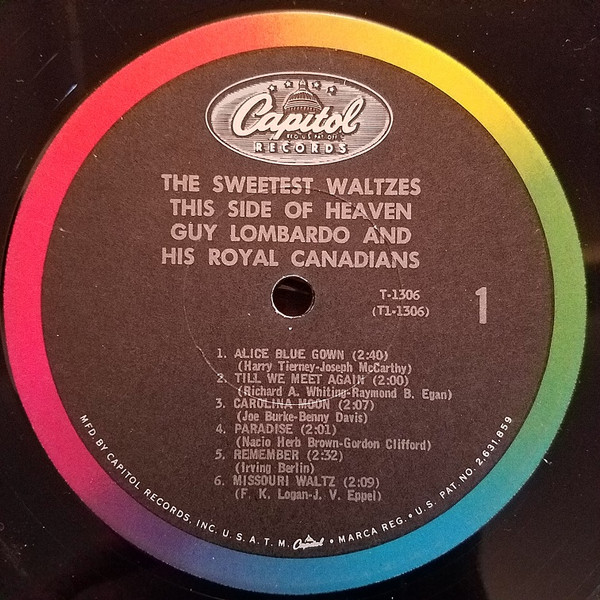 Capitol
REG. U.S. PAT. OFF.
RECORDS
THE SWEETEST WALTZES
THIS SIDE OF HEAVEN
GUY LOMBARDO AND
HIS ROYAL CANADIANS
T-1306
(T1-1306)
1
1. ALICE BLUE GOWN (2:40)
(Harry Tierney-Joseph McCarthy)
2. TILL WE MEET AGAIN (2:00)
(Richard A. Whiting-Raymond B. Egan)
3. CAROLINA MOON (2:07)
(Joe Burke-Benny Davis)
4. PARADISE (2:01)
(Nacio Herb Brown-Gordon Clifford)
5. REMEMBER (2:32)
(Irving Berlin)
6. MISSOURI WALTZ (2:09)
(F. K. Logan-J. V. Eppel)
MFD. BY CAPITOL RECORDS, INC. U. S. A. T. M. Capitol • MARCA REG. • U.S. PAT. NO. 2,631,859